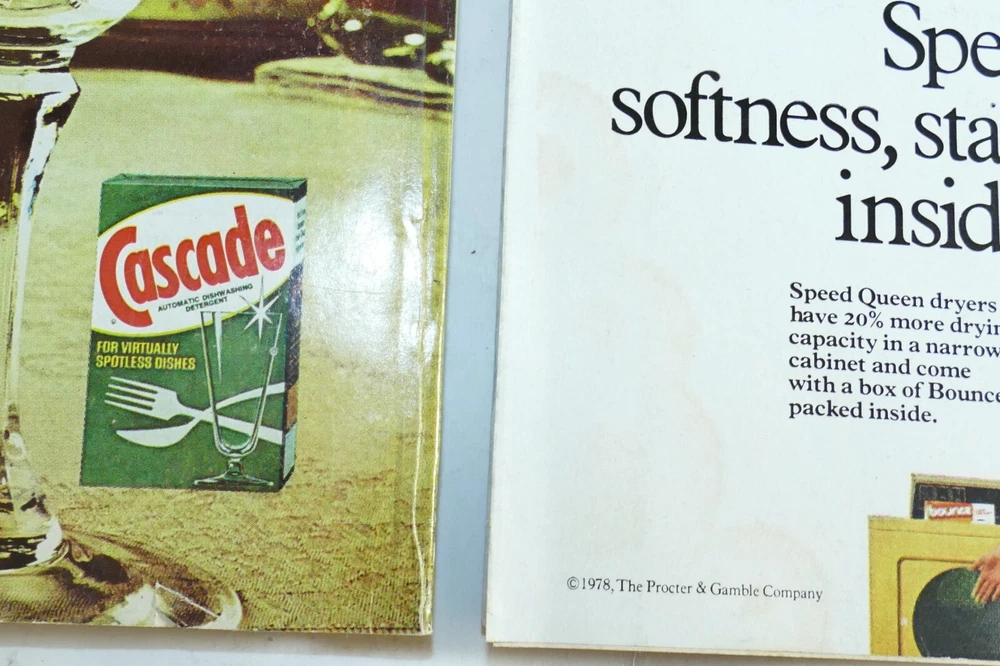 Cascade
AUTOMATIC DISHWASHING
DETERGENT
FOR VIRTUALLY
SPOTLESS DISHES
Spe
softness, sta
insid
Speed Queen dryers
have 20% more dryin
capacity in a narrow
cabinet and come
with a box of Bounce
packed inside.
bounce
©1978, The Procter & Gamble Company